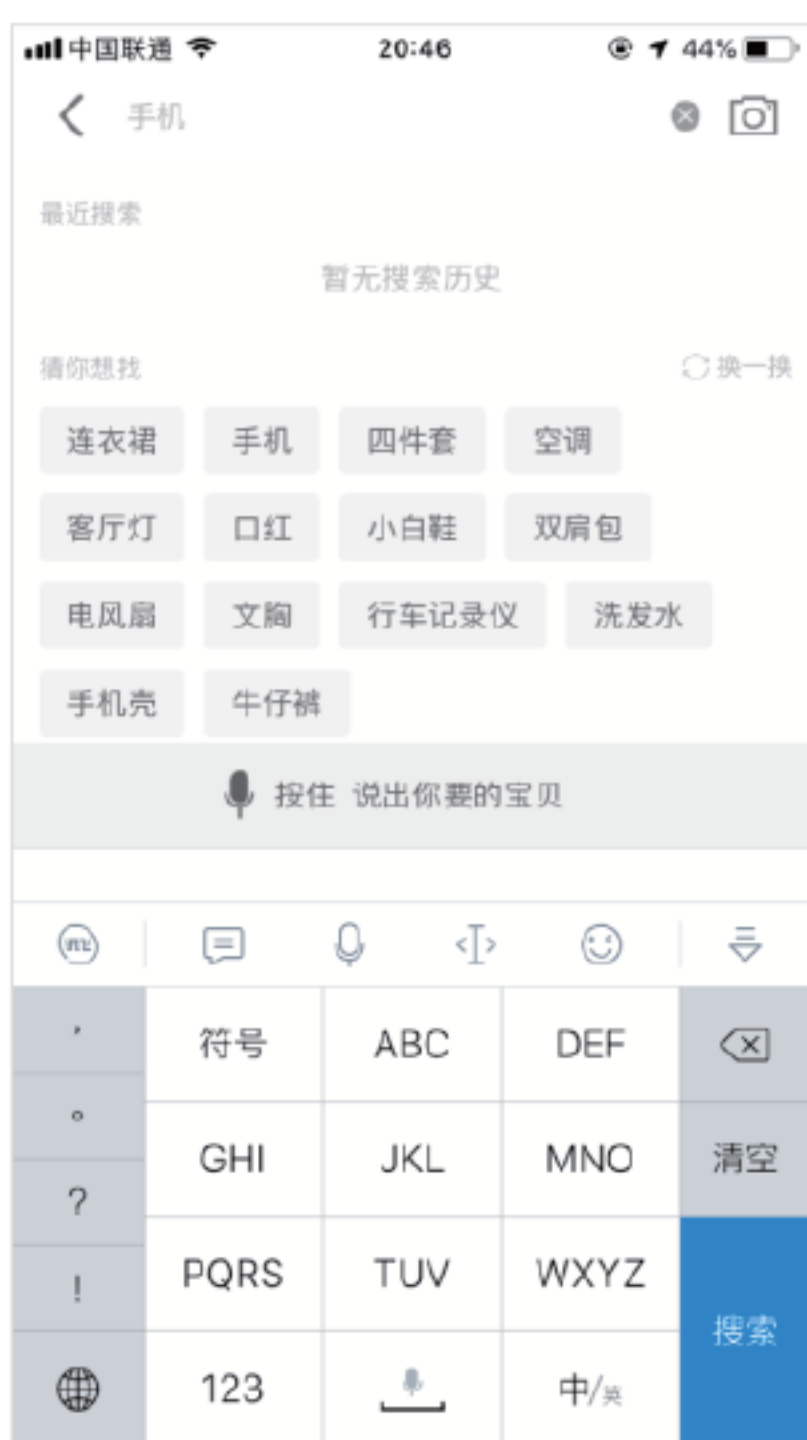 中国联通 20:46 44%
手机
最近搜索
暂无搜索历史
猜你想找 换一换
连衣裙 手机 四件套 空调
客厅灯 口红 小白鞋 双肩包
电风扇 文胸 行车记录仪 洗发水
手机壳 牛仔裤
按住 说出你要的宝贝
, 符号 ABC DEF
。 GHI JKL MNO 清空
?
! PQRS TUV WXYZ 搜索
123 中/英